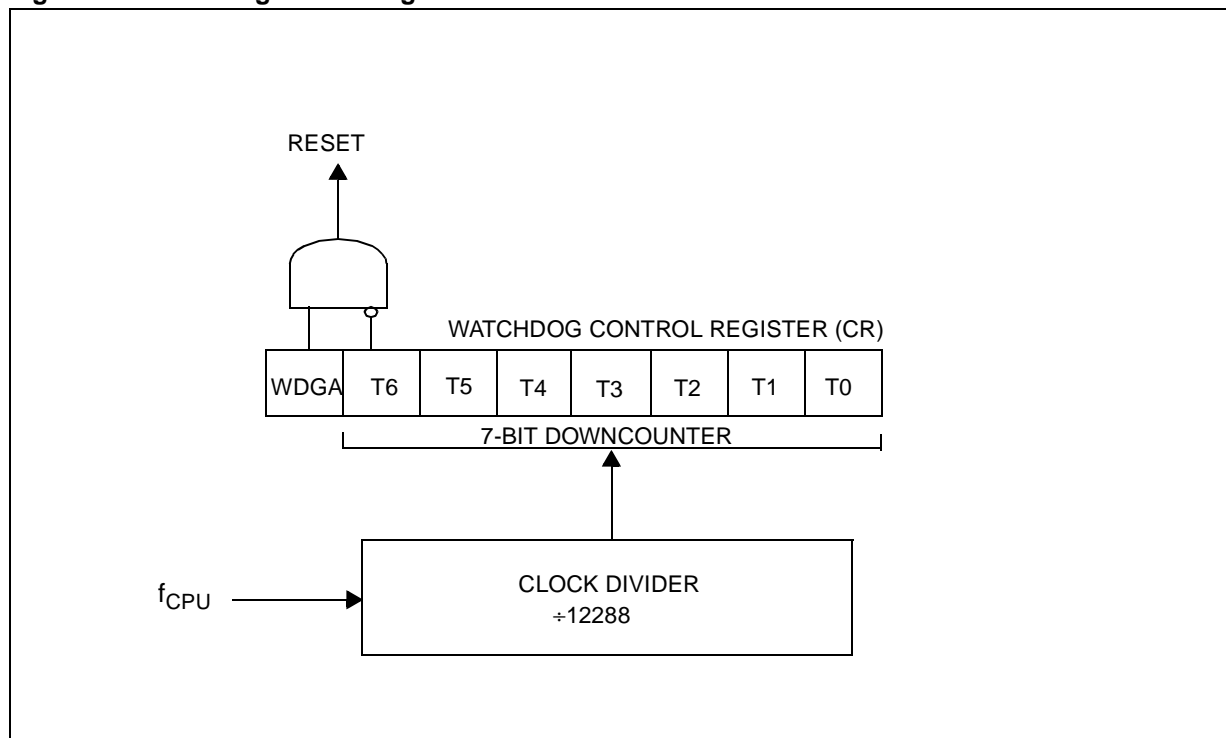 RESET
WATCHDOG CONTROL REGISTER (CR)
WDGA T6 T5 T4 T3 T2 T1 T0
7-BIT DOWNCOUNTER
fCPU
CLOCK DIVIDER
÷12288